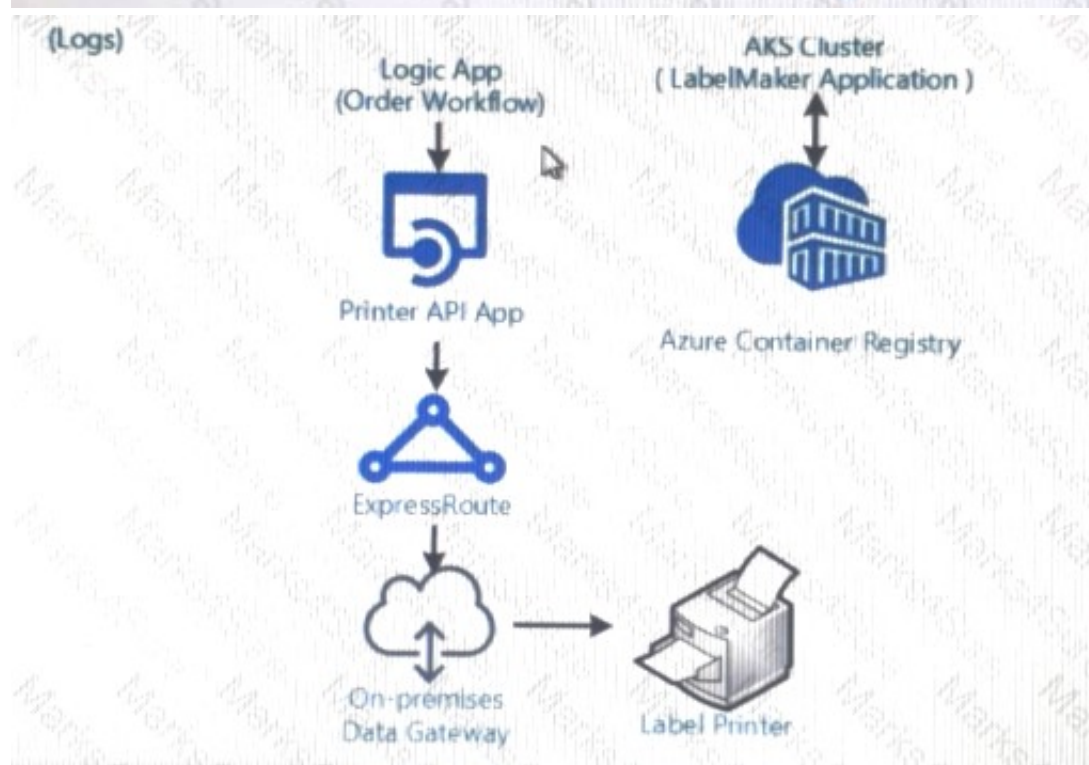 (Logs)
Logic App
(Order Workflow)
AKS Cluster
( LabelMaker Application )
Printer API App
Azure Container Registry
ExpressRoute
On-premises
Data Gateway
Label Printer